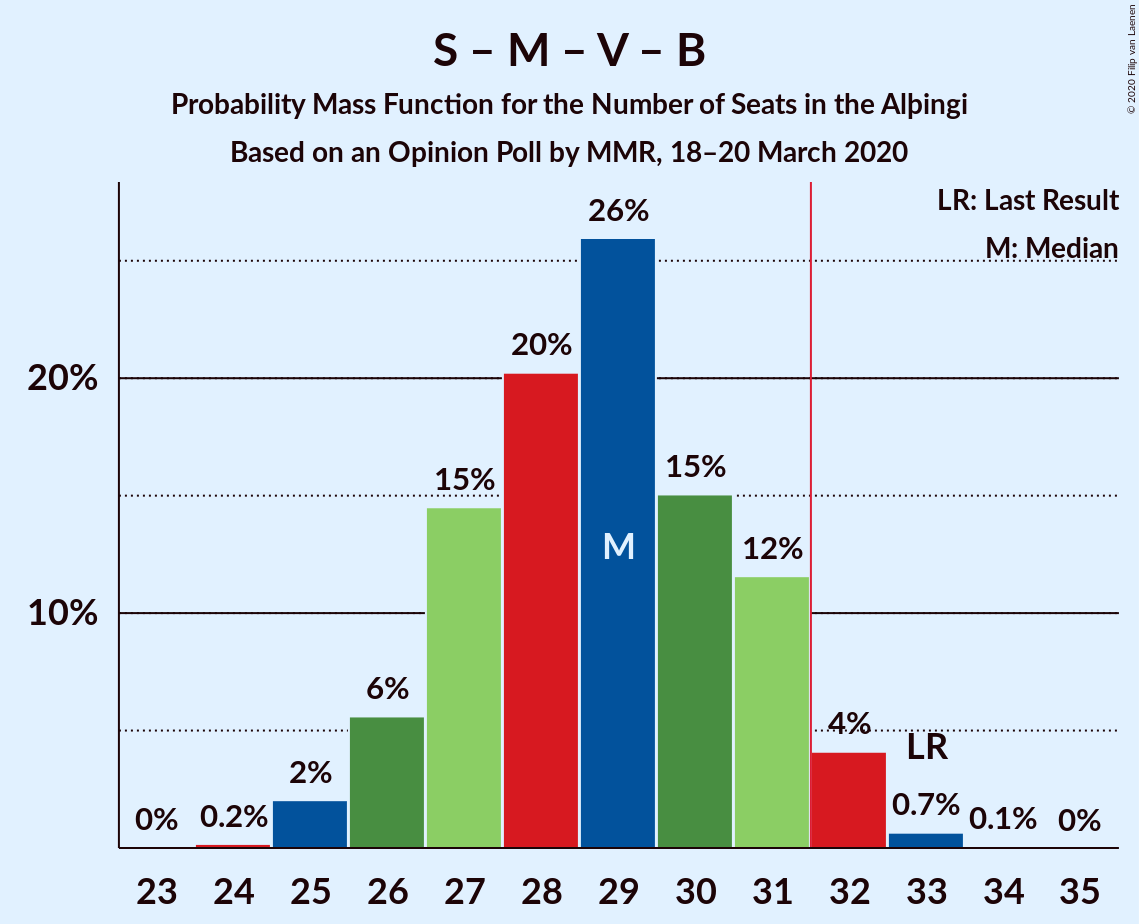 S – M – V – B
Probability Mass Function for the Number of Seats in the Alþingi
Based on an Opinion Poll by MMR, 18–20 March 2020
© 2020 Filip van Laenen
LR: Last Result
M: Median
20%
10%
0%
0.2%
2%
6%
15%
20%
26%
M
15%
12%
4%
LR
0.7%
0.1%
0%
23 24 25 26 27 28 29 30 31 32 33 34 35